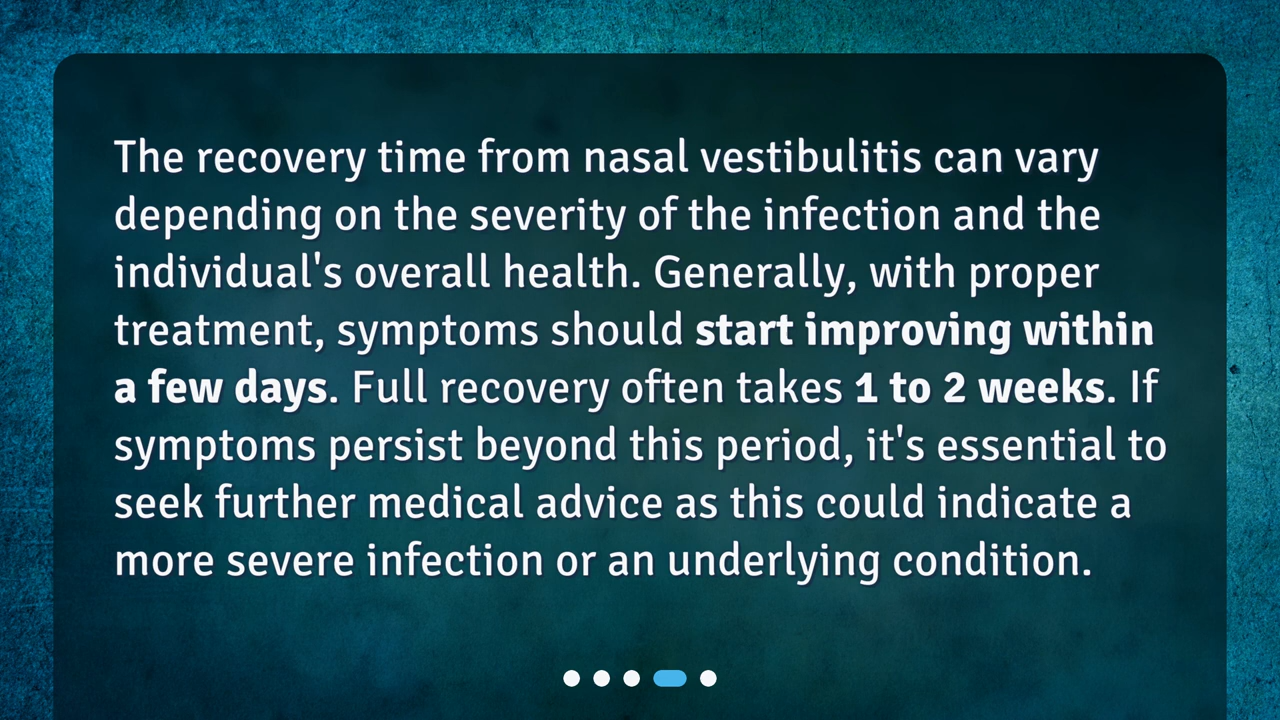 The recovery time from nasal vestibulitis can vary
depending on the severity of the infection and the
individual's overall health. Generally, with proper
treatment, symptoms should start improving within
a few days. Full recovery often takes 1 to 2 weeks. If
symptoms persist beyond this period, it's essential to
seek further medical advice as this could indicate a
more severe infection or an underlying condition.